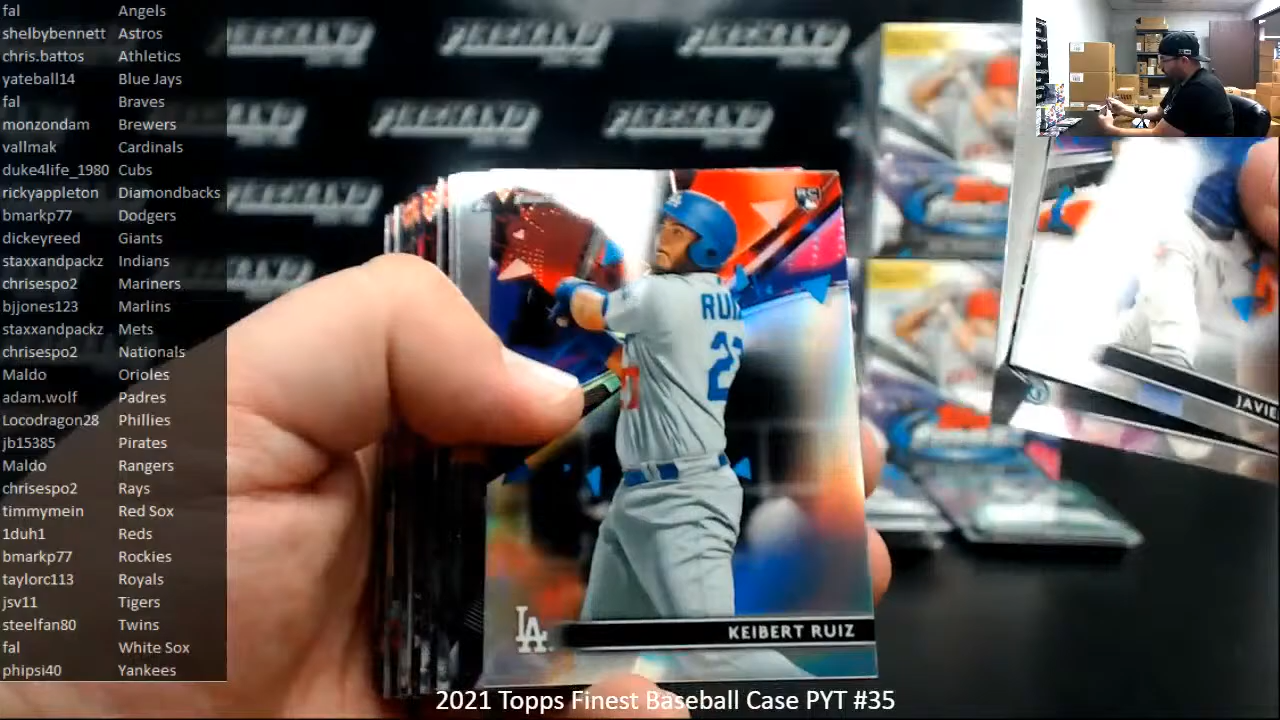 fal Angels
shelbybennett Astros
chris.battos Athletics
yateball14 Blue Jays
fal Braves
monzondam Brewers
vallmak Cardinals
duke4life_1980 Cubs
rickyappleton Diamondbacks
bmarkp77 Dodgers
dickeyreed Giants
staxxandpackz Indians
chrisespo2 Mariners
bjjones123 Marlins
staxxandpackz Mets
chrisespo2 Nationals
Maldo Orioles
adam.wolf Padres
Locodragon28 Phillies
jb15385 Pirates
Maldo Rangers
chrisespo2 Rays
timmymein Red Sox
1duh1 Reds
bmarkp77 Rockies
taylorc113 Royals
jsv11 Tigers
steelfan80 Twins
fal White Sox
phipsi40 Yankees
RC
LA
RUIZ
LA
KEIBERT RUIZ
JAVIE
2021 Topps Finest Baseball Case PYT #35